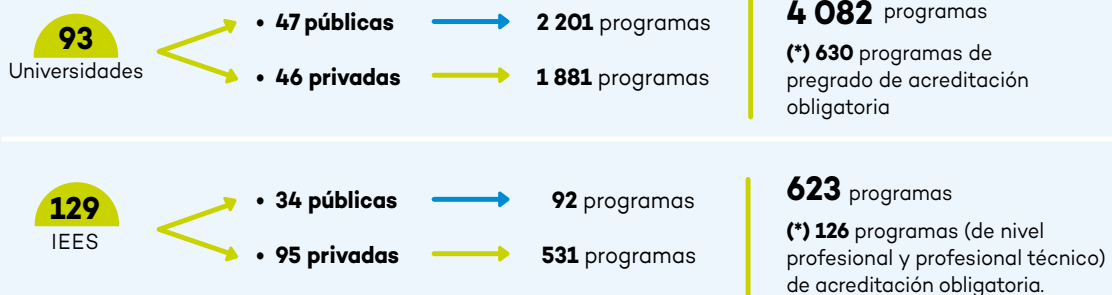 93
Universidades
• 47 públicas
2 201 programas
• 46 privadas
1 881 programas
4 082 programas
(*) 630 programas de
pregrado de acreditación
obligatoria
129
IEES
• 34 públicas
92 programas
• 95 privadas
531 programas
623 programas
(*) 126 programas (de nivel
profesional y profesional técnico)
de acreditación obligatoria.